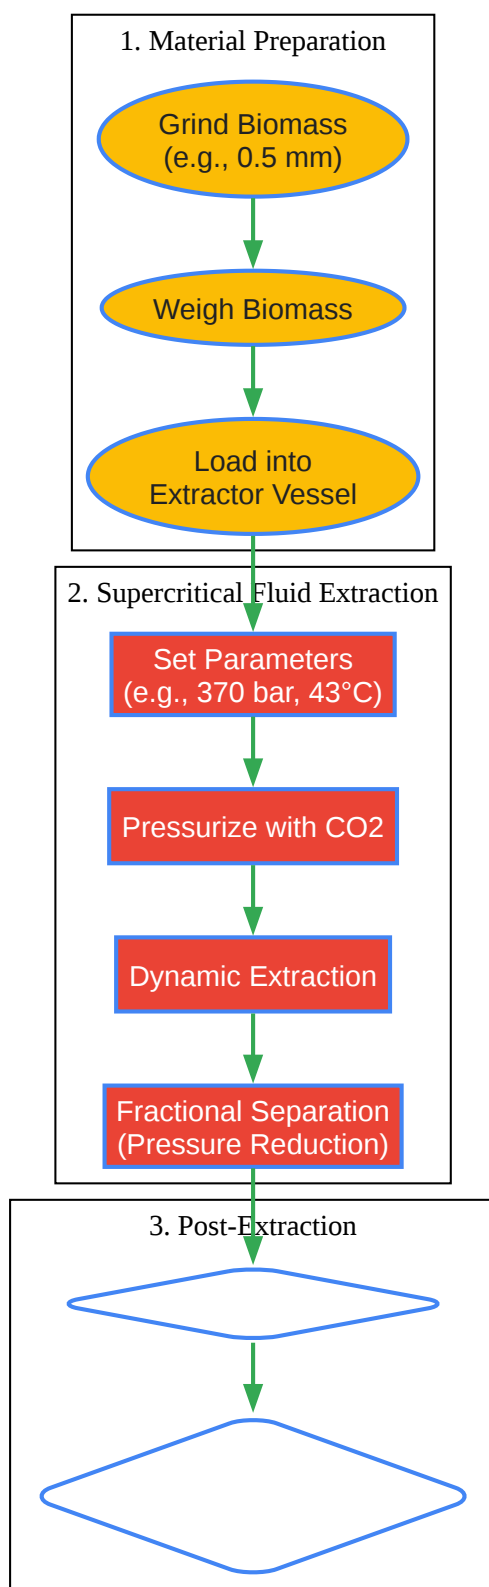 1. Material Preparation
Grind Biomass
(e.g., 0.5 mm)
Weigh Biomass
Load into
Extractor Vessel
2. Supercritical Fluid Extraction
Set Parameters
(e.g., 370 bar, 43°C)
Pressurize with CO2
Dynamic Extraction
Fractional Separation
(Pressure Reduction)
3. Post-Extraction